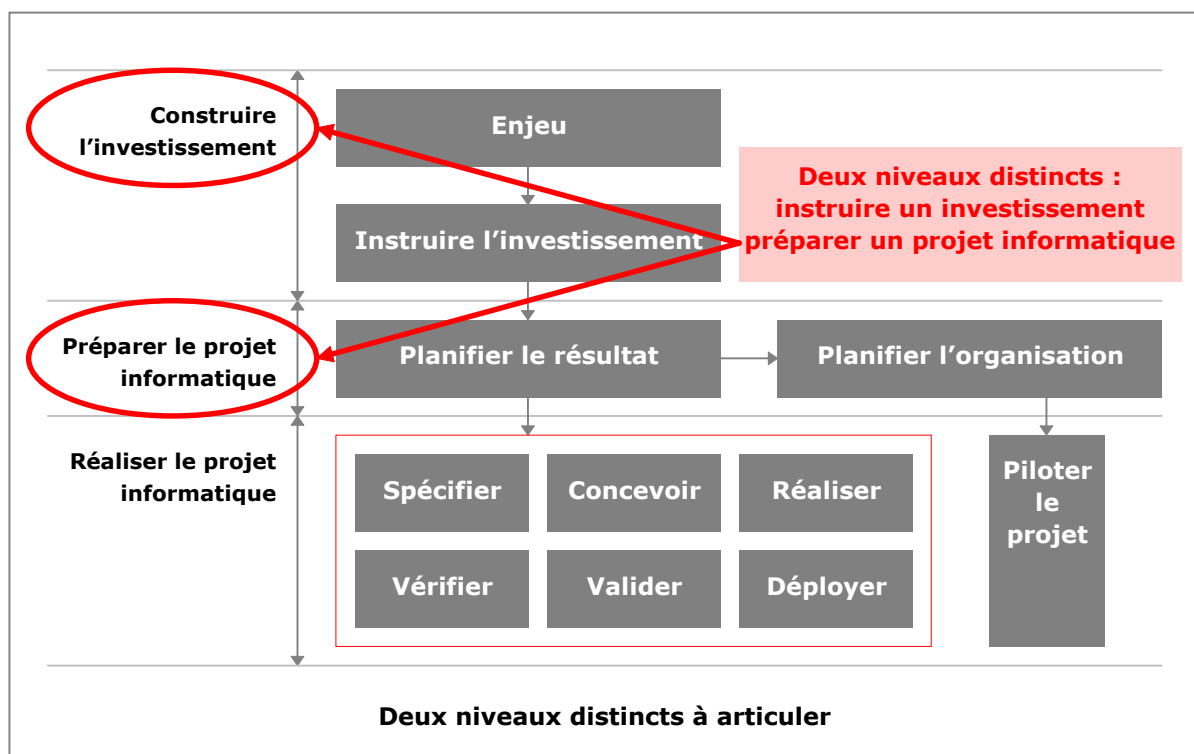 Construire
l’investissement
Enjeu
Deux niveaux distincts :
instruire un investissement
préparer un projet informatique
Instruire l’investissement
Préparer le projet
informatique
Planifier le résultat
Planifier l’organisation
Réaliser le projet
informatique
Spécifier
Concevoir
Réaliser
Piloter
le
projet
Vérifier
Valider
Déployer
Deux niveaux distincts à articuler